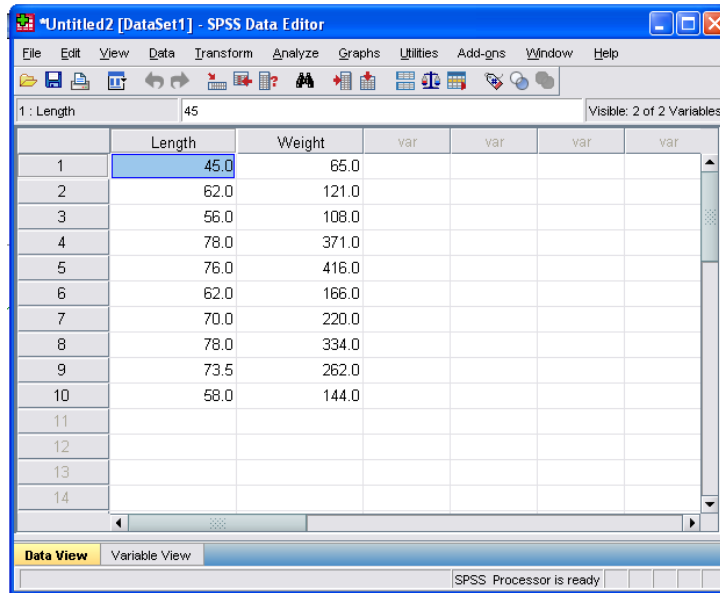 *Untitled2 [DataSet1] - SPSS Data Editor
File Edit View Data Transform Analyze Graphs Utilities Add-ons Window Help
1 : Length 45 Visible: 2 of 2 Variables
Length Weight var var var var
1 45.0 65.0
2 62.0 121.0
3 56.0 108.0
4 78.0 371.0
5 76.0 416.0
6 62.0 166.0
7 70.0 220.0
8 78.0 334.0
9 73.5 262.0
10 58.0 144.0
11
12
13
14
Data View Variable View
SPSS Processor is ready